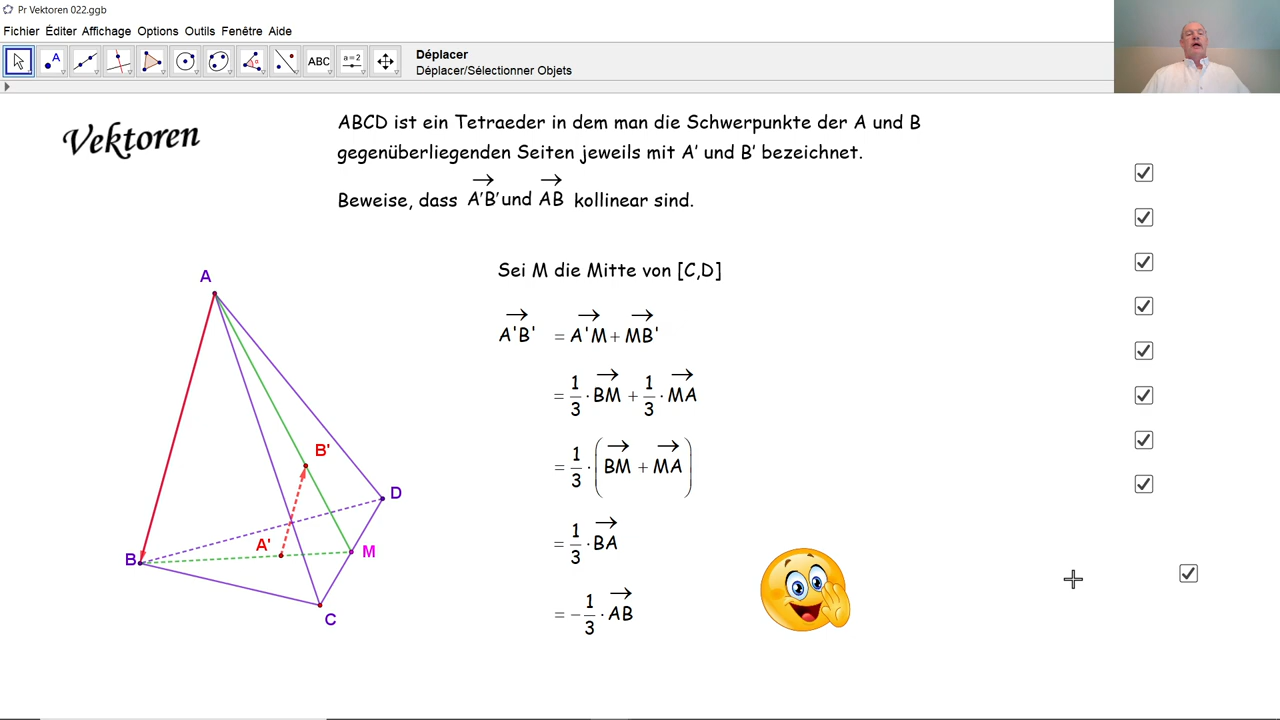 Pr Vektoren 022.ggb
Fichier Éditer Affichage Options Outils Fenêtre Aide
A ABC a=2
Déplacer
Déplacer/Sélectionner Objets
Vektoren
ABCD ist ein Tetraeder in dem man die Schwerpunkte der A und B
gegenüberliegenden Seiten jeweils mit A' und B' bezeichnet.
Beweise, dass A'B' und AB kollinear sind.
Sei M die Mitte von [C,D]
A'B' = A'M + MB'
= 1/3 · BM + 1/3 · MA
= 1/3 · (BM + MA)
= 1/3 · BA
= -1/3 · AB
A
B'
D
A'
B
M
C